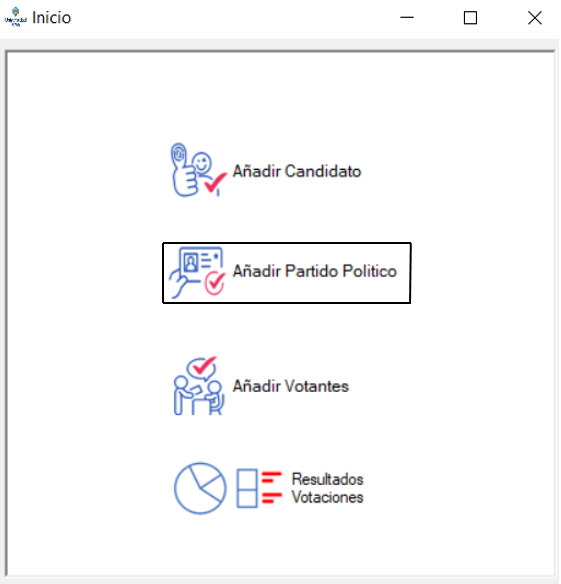 Inicio
Añadir Candidato
Añadir Partido Politico
Añadir Votantes
Resultados
Votaciones